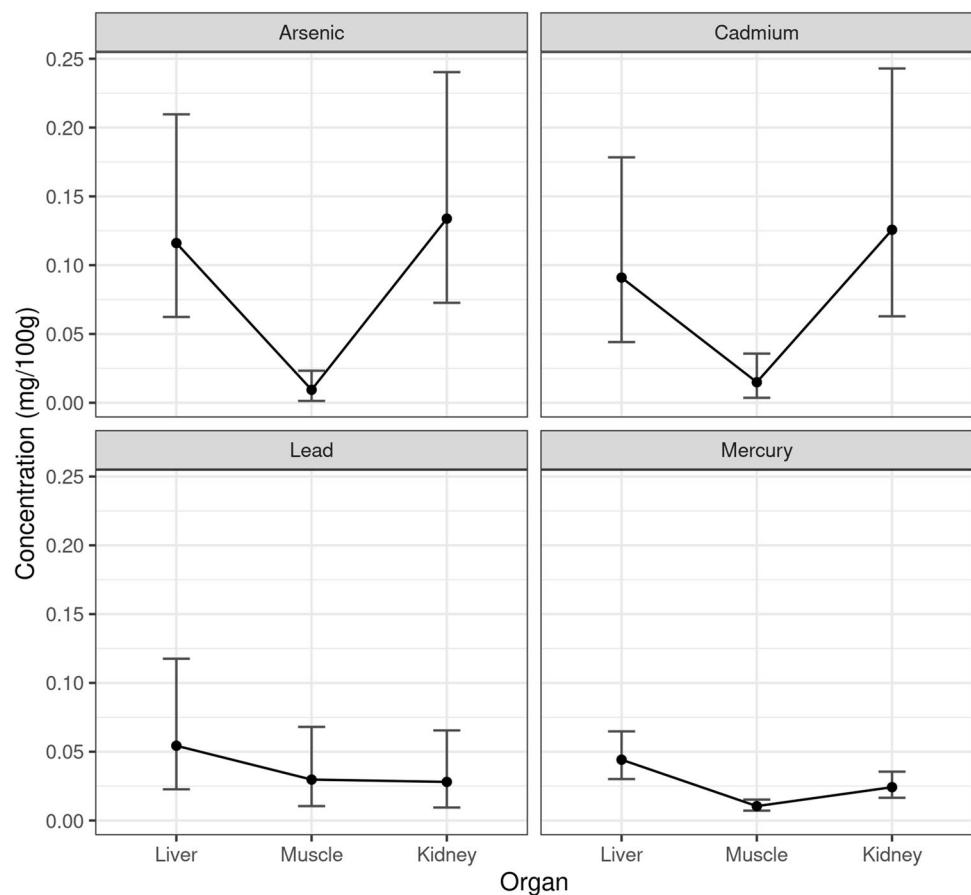 Arsenic
Cadmium
0.25
0.20
0.15
0.10
0.05
0.00
Lead
Mercury
0.25
0.20
0.15
0.10
0.05
0.00
Concentration (mg/100g)
Liver
Muscle
Kidney
Liver
Muscle
Kidney
Organ